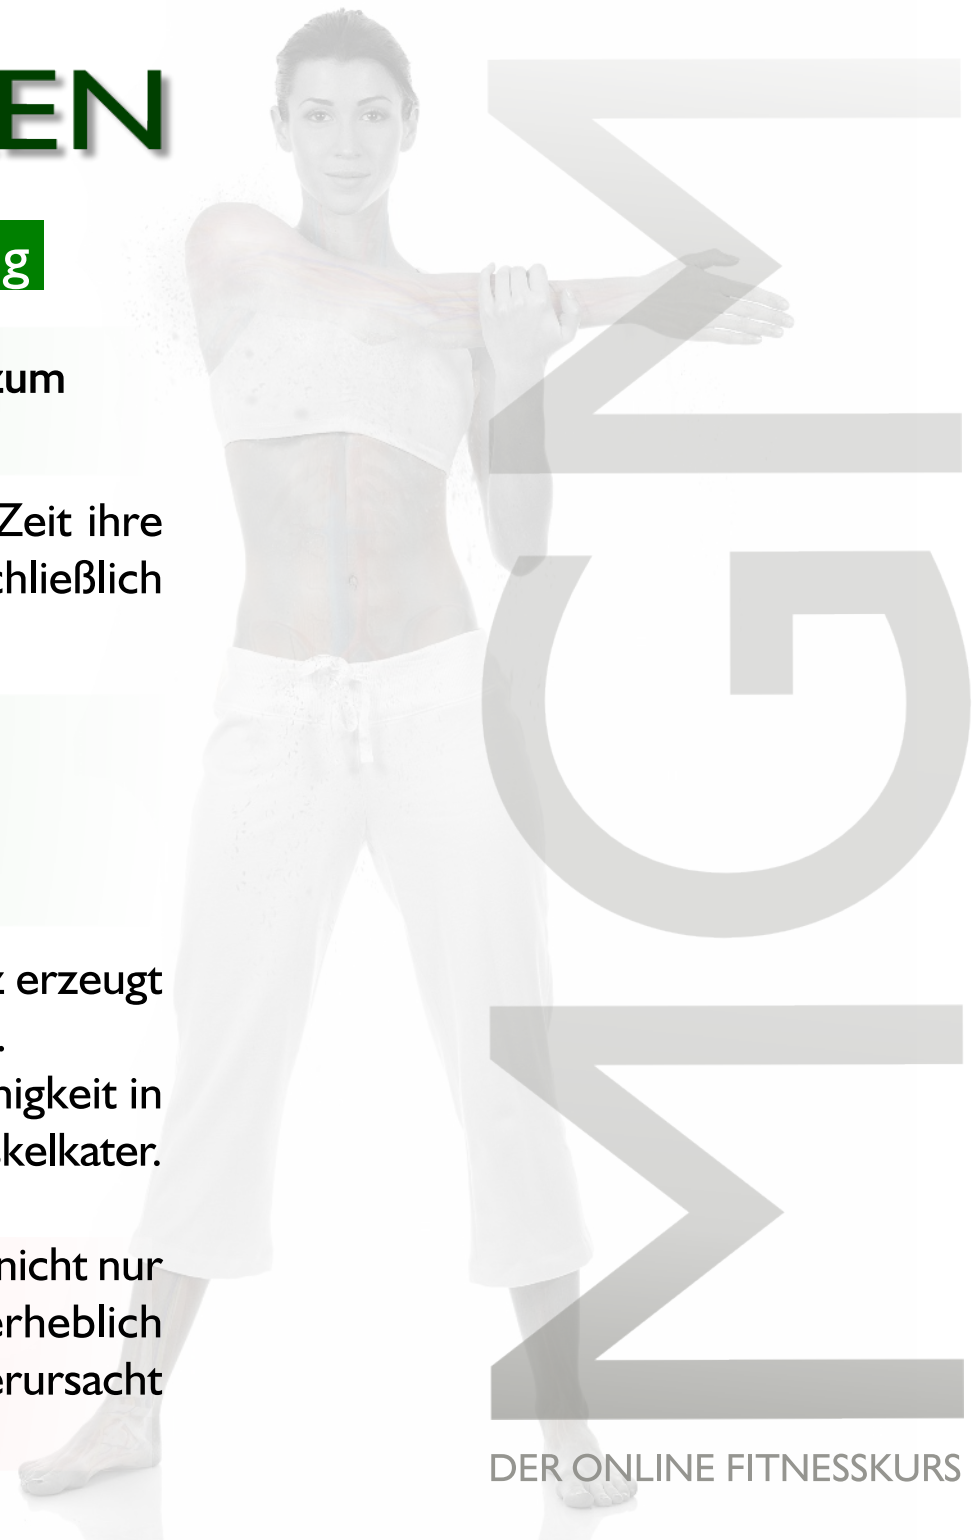 EN
g
zum
Zeit ihre
chließlich
z erzeugt
.
nigkeit in
kelkater.
nicht nur
erheblich
erursacht
MGM
DER ONLINE FITNESSKURS